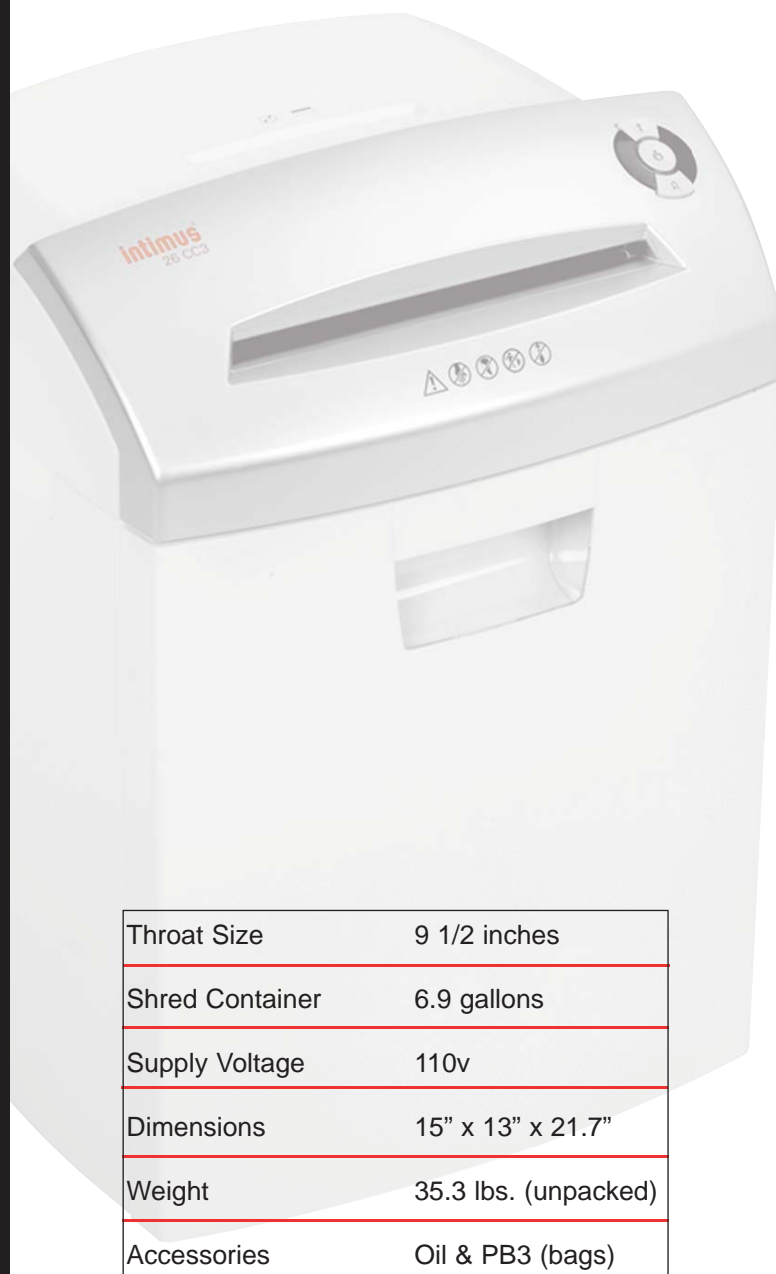 intimus
26 CC3
Throat Size 9 1/2 inches
Shred Container 6.9 gallons
Supply Voltage 110v
Dimensions 15” x 13” x 21.7”
Weight 35.3 lbs. (unpacked)
Accessories Oil & PB3 (bags)